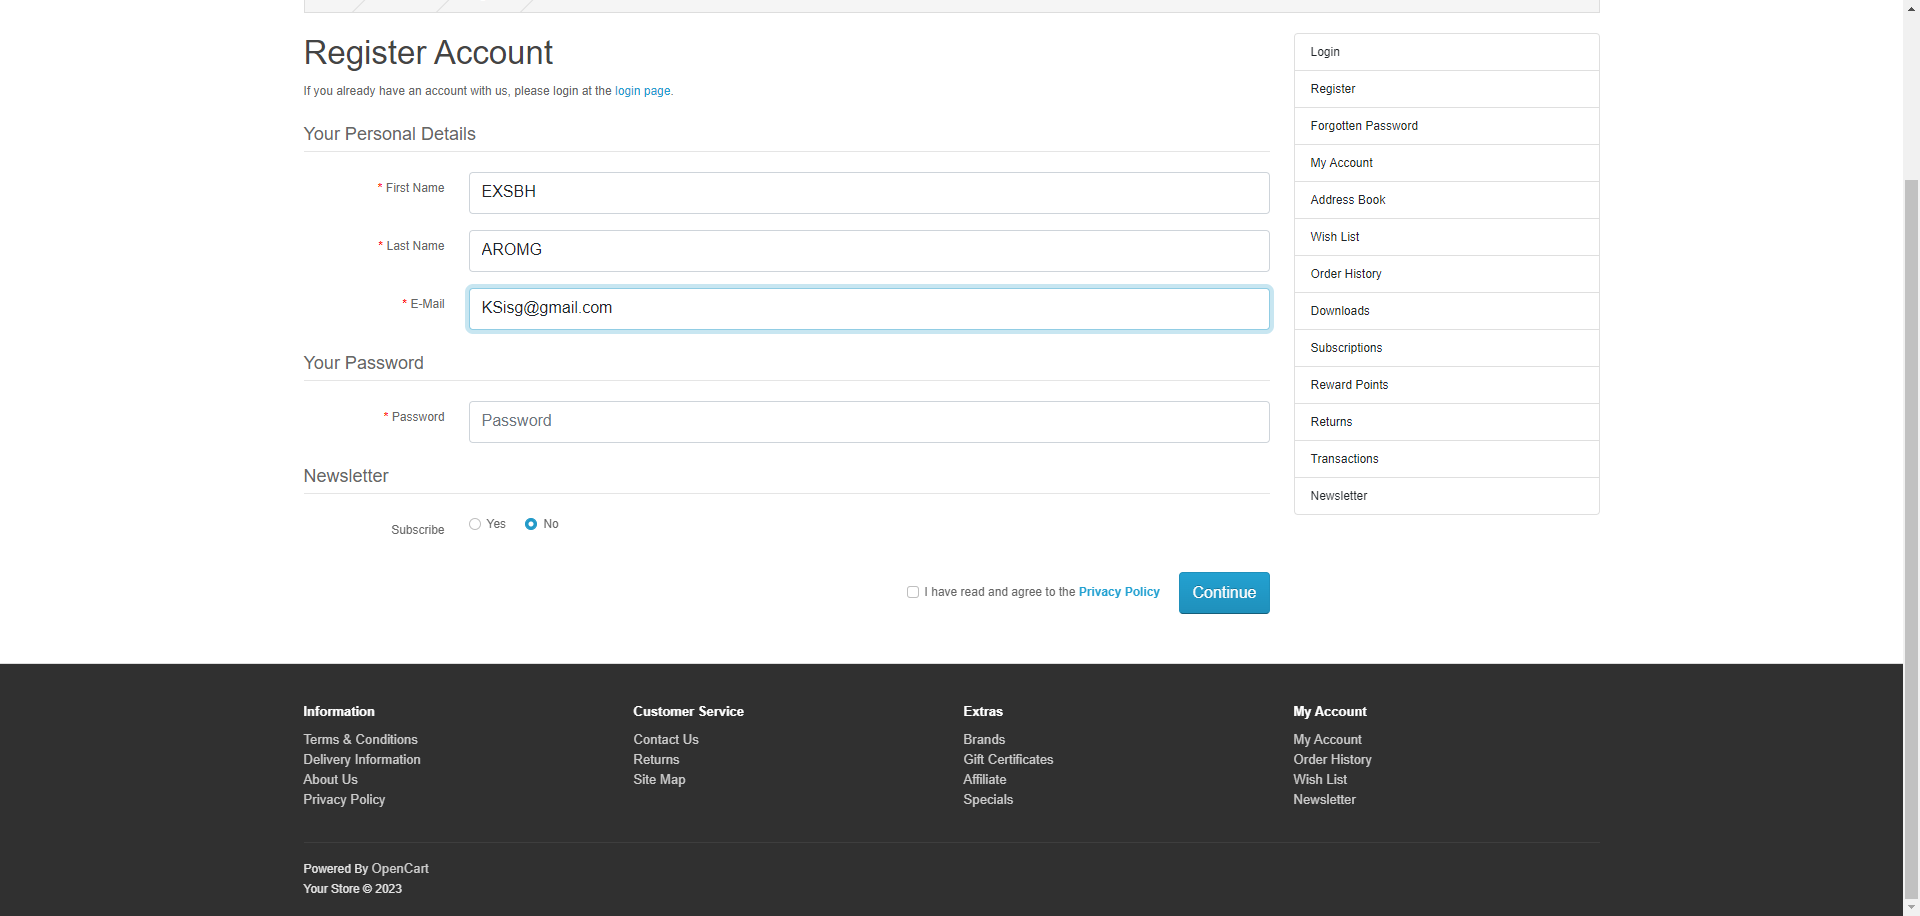 Register Account
If you already have an account with us, please login at the login page.
Your Personal Details
* First Name
EXSBH
* Last Name
AROMG
* E-Mail
KSisg@gmail.com
Your Password
* Password
Password
Newsletter
Subscribe
Yes
No
I have read and agree to the Privacy Policy
Continue
Login
Register
Forgotten Password
My Account
Address Book
Wish List
Order History
Downloads
Subscriptions
Reward Points
Returns
Transactions
Newsletter
Information
Terms & Conditions
Delivery Information
About Us
Privacy Policy
Customer Service
Contact Us
Returns
Site Map
Extras
Brands
Gift Certificates
Affiliate
Specials
My Account
My Account
Order History
Wish List
Newsletter
Powered By OpenCart
Your Store © 2023